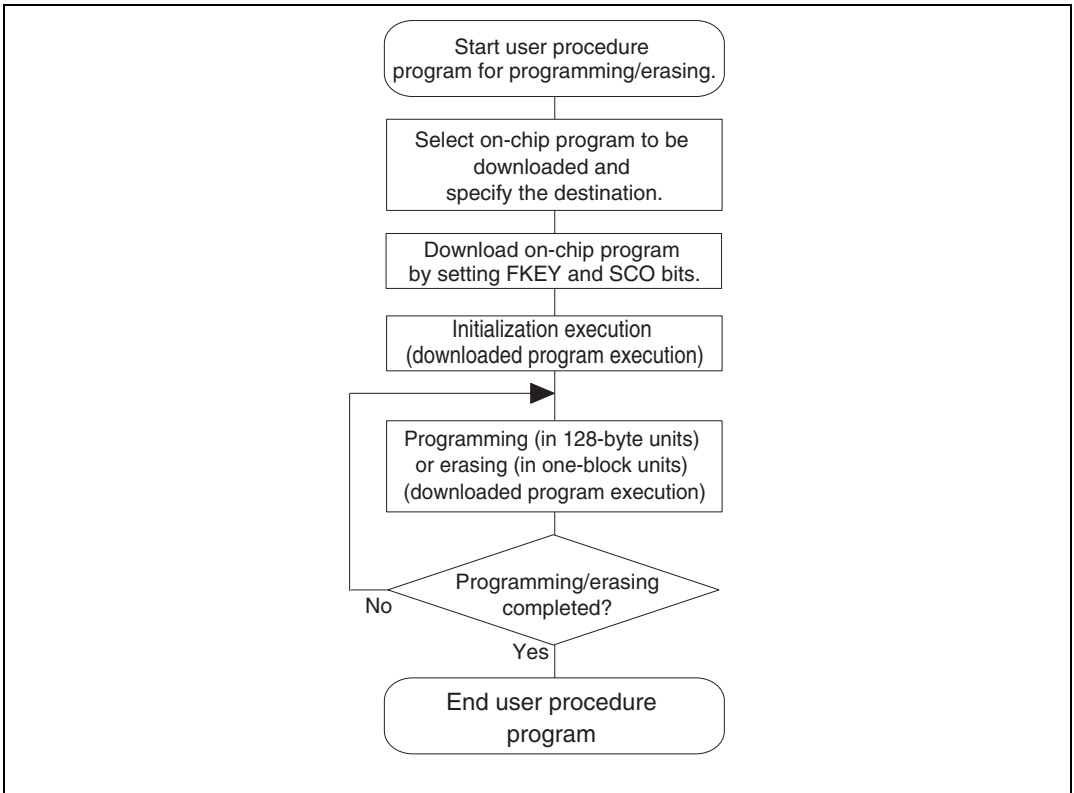 Start user procedure
program for programming/erasing.
Select on-chip program to be
downloaded and
specify the destination.
Download on-chip program
by setting FKEY and SCO bits.
Initialization execution
(downloaded program execution)
Programming (in 128-byte units)
or erasing (in one-block units)
(downloaded program execution)
Programming/erasing
completed?
No
Yes
End user procedure
program